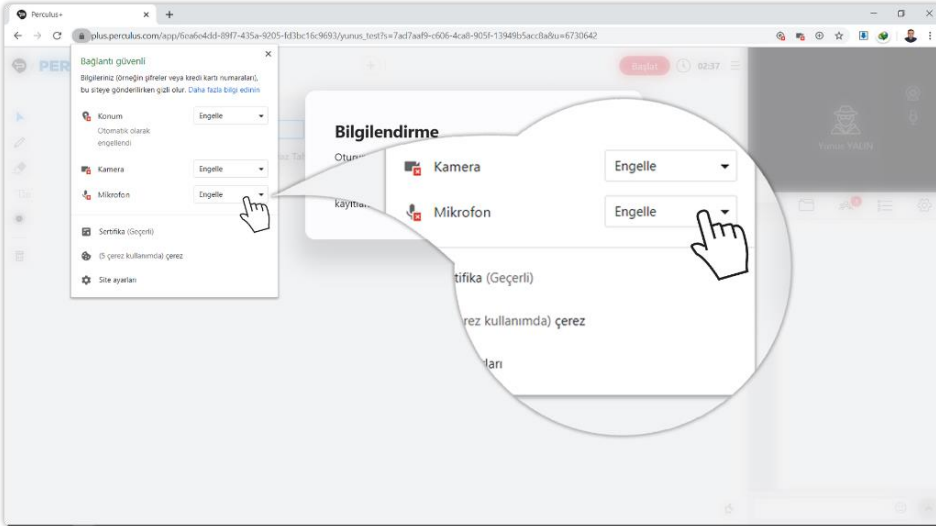 Perculus+
plus.perculus.com/app/6ea6e4dd-89f7-435a-9205-fd3bc16c9693/yunus_test?s=7ad7aaf9-c606-4ca8-905f-13949b5acc8a&u=6730642
PER
Başlat
02:37
Bağlantı güvenli
Bilgileriniz (örneğin şifreler veya kredi kartı numaraları),
bu siteye gönderilirken gizli olur. Daha fazla bilgi edinin
Konum
Engelle
Otomatik olarak
engellendi
Kamera
Engelle
Mikrofon
Engelle
Sertifika (Geçerli)
(5 çerez kullanımda) çerez
Site ayarları
Bilgilendirme
Kamera
Engelle
Mikrofon
Engelle
tifika (Geçerli)
rez kullanımda) çerez
ları
Yunus YALIN